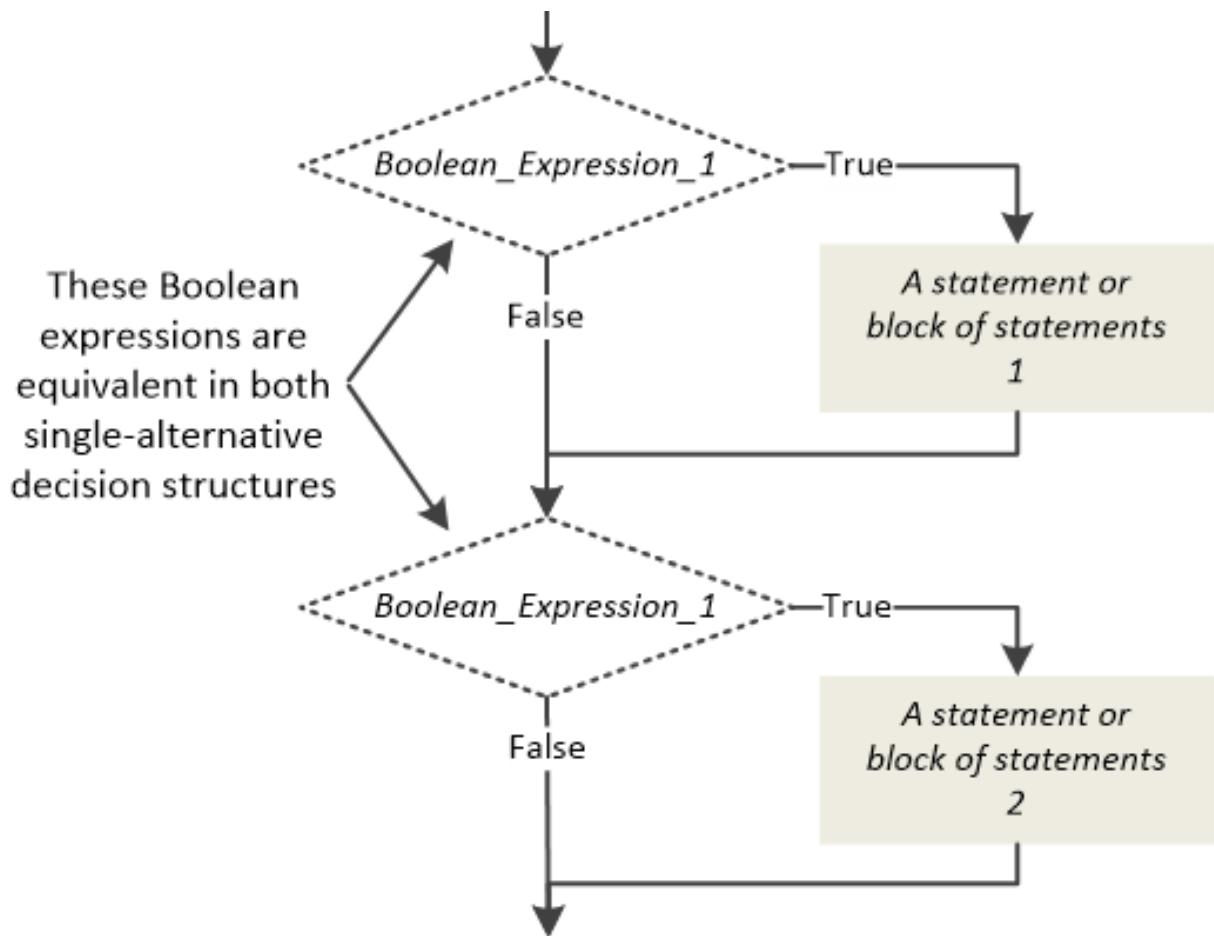 Boolean_Expression_1
True
A statement or
block of statements
1
False
These Boolean
expressions are
equivalent in both
single-alternative
decision structures
Boolean_Expression_1
True
A statement or
block of statements
2
False